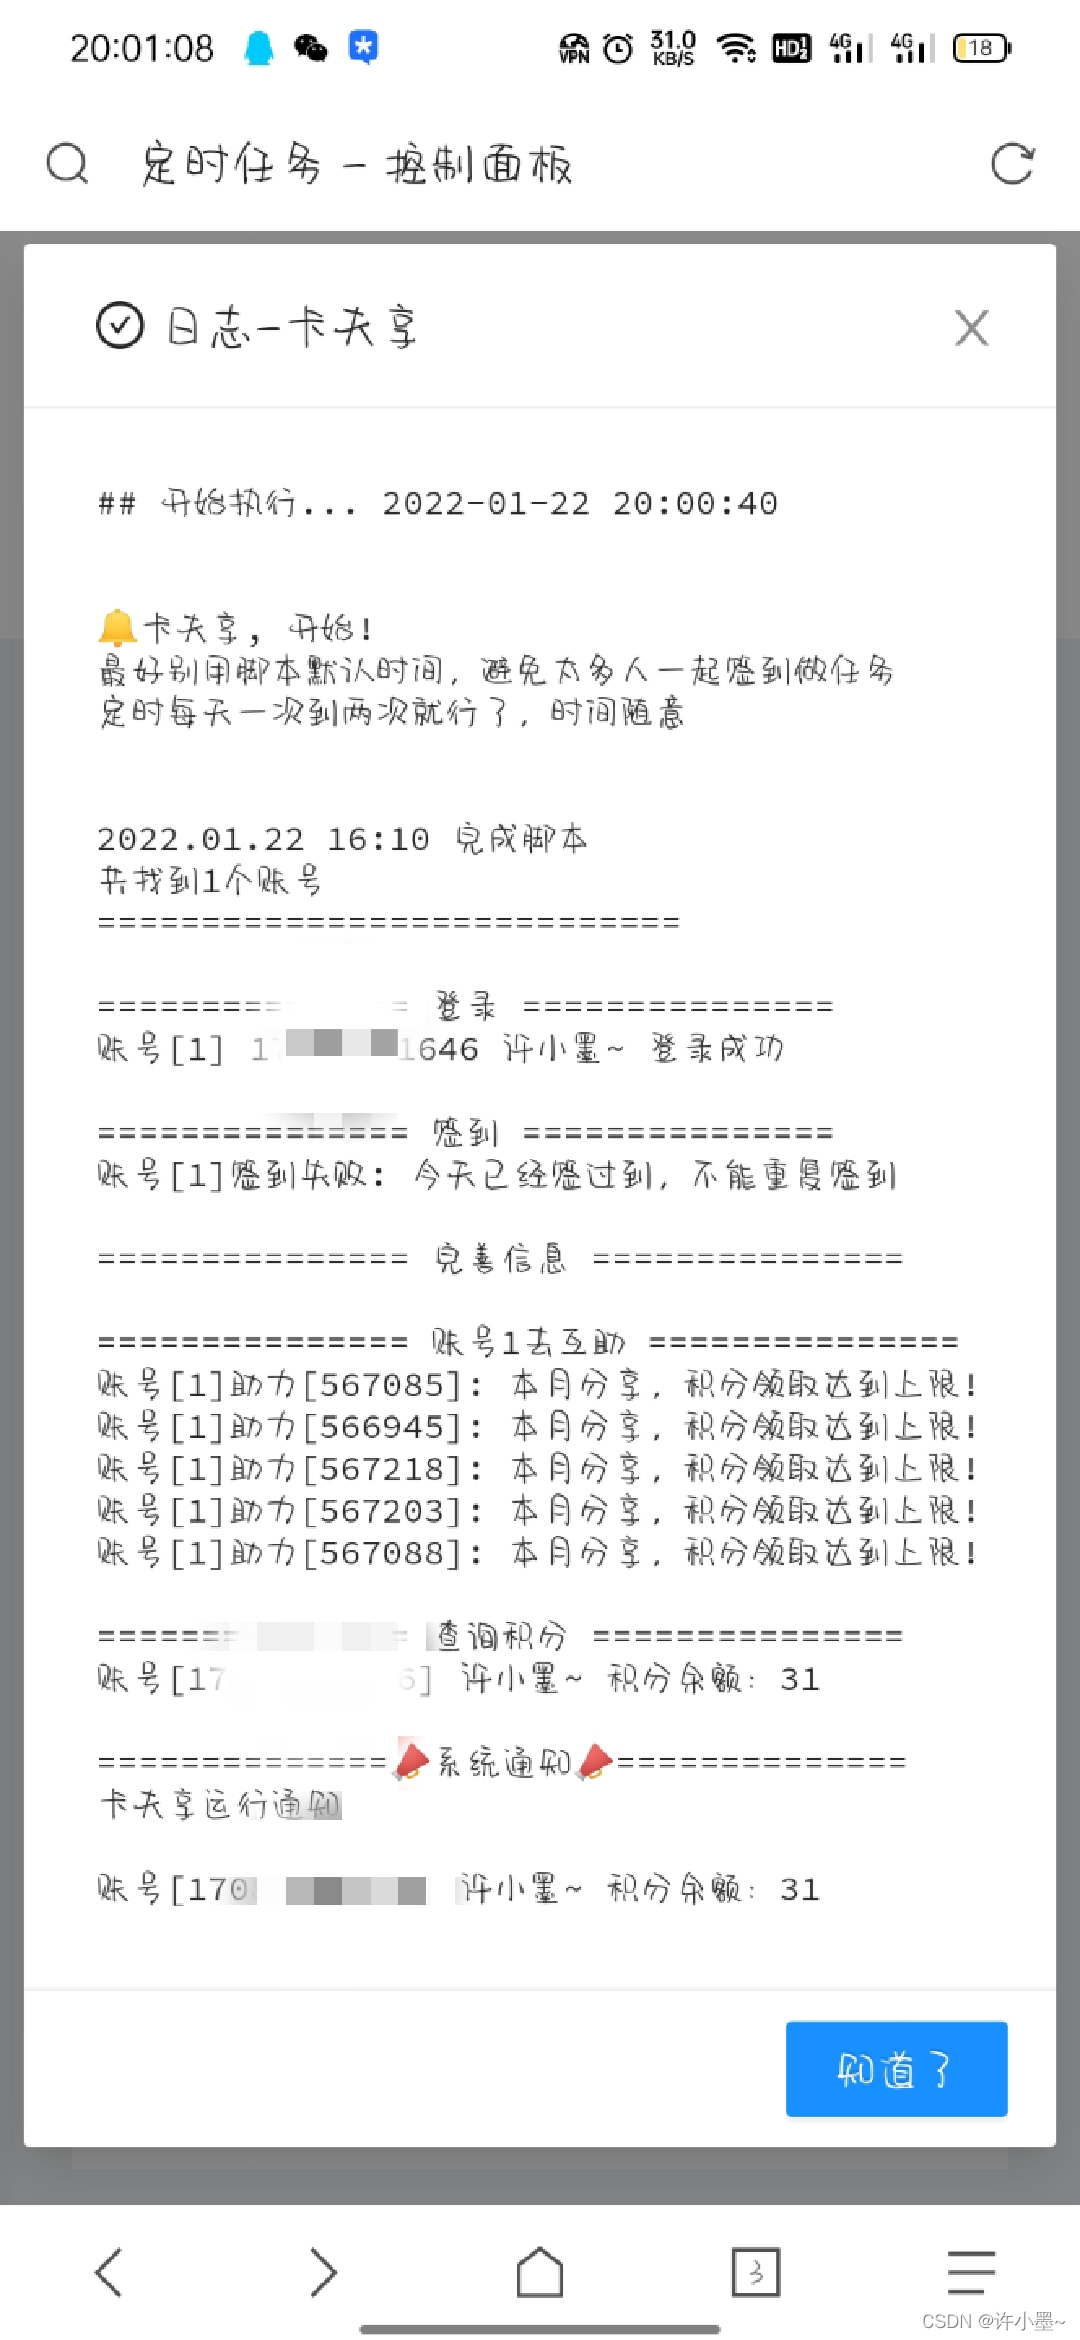 20:01:08 VPN 31.0 KB/S HD 4G 4G 18
定时任务 - 控制面板
日志-卡夫享
## 开始执行... 2022-01-22 20:00:40
🔔卡夫享, 开始!
最好别用脚本默认时间, 避免太多人一起签到做任务
定时每天一次到两次就行了, 时间随意
2022.01.22 16:10 完成脚本
共找到1个账号
============================
=============== 登录 ===============
账号[1] 1 1646 许小墨~ 登录成功
=============== 签到 ===============
账号[1]签到失败: 今天已经签过到, 不能重复签到
=============== 完善信息 ===============
=============== 账号1去互助 ===============
账号[1]助力[567085]: 本月分享, 积分领取达到上限!
账号[1]助力[566945]: 本月分享, 积分领取达到上限!
账号[1]助力[567218]: 本月分享, 积分领取达到上限!
账号[1]助力[567203]: 本月分享, 积分领取达到上限!
账号[1]助力[567088]: 本月分享, 积分领取达到上限!
=============== 查询积分 ===============
账号[17 6] 许小墨~ 积分余额: 31
==============📣系统通知📣==============
卡夫享运行通知
账号[170 许小墨~ 积分余额: 31
知道了
3
CSDN @许小墨~